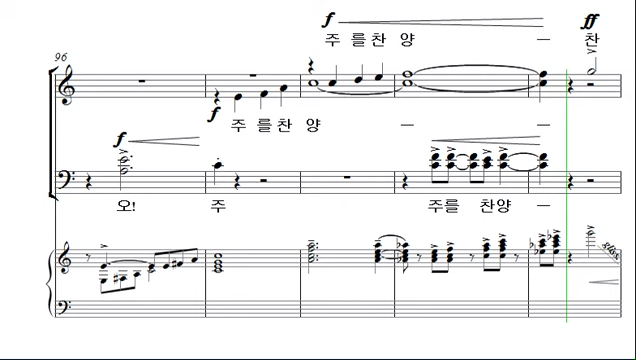 f ff
주 를 찬 양 — 찬
96
f
주 를 찬 양 — —
f
오! 주 주를 찬양 —
gliss